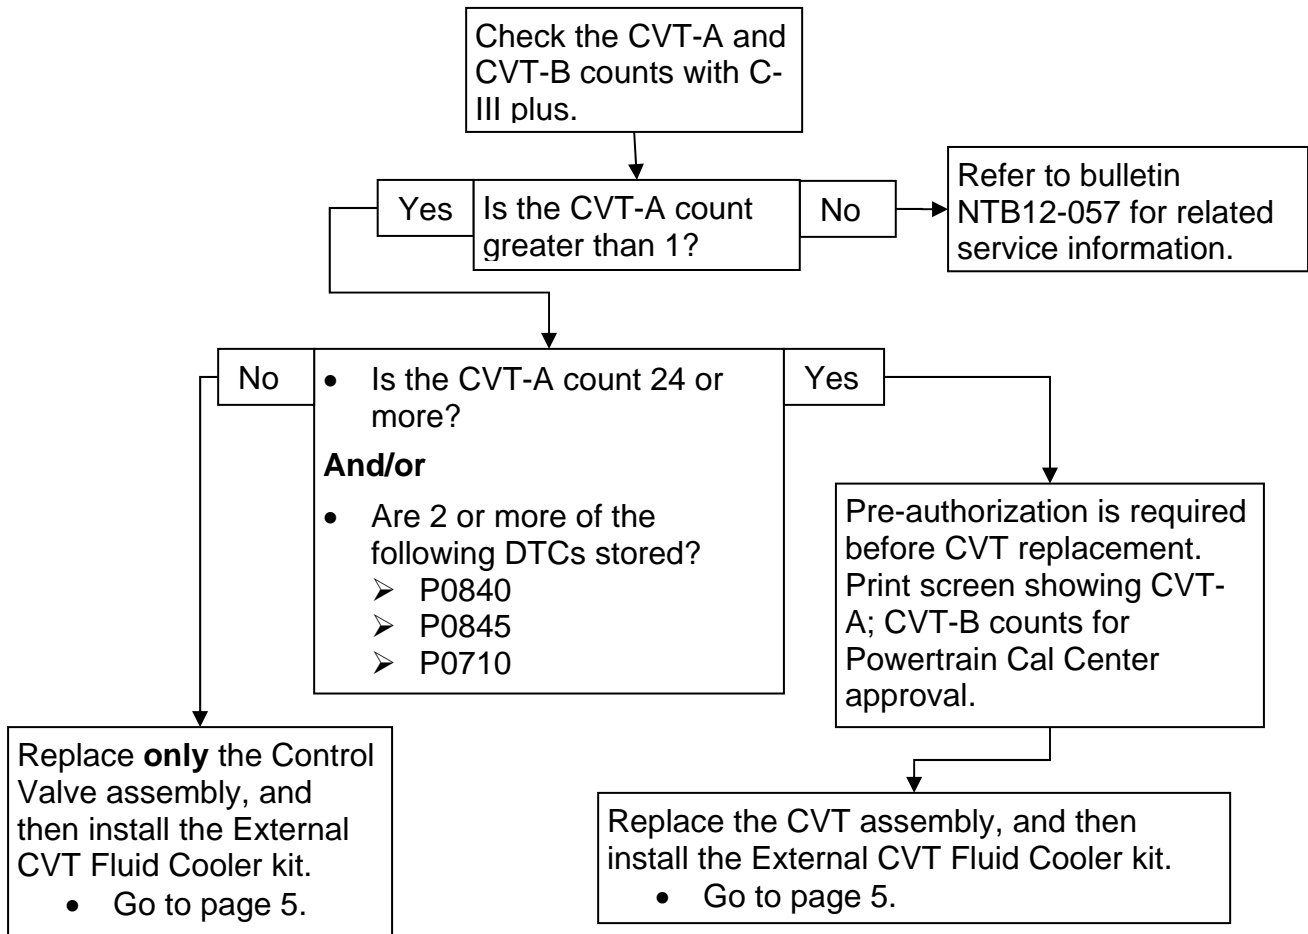 Check the CVT-A and
CVT-B counts with C-
III plus.
Yes
Is the CVT-A count
greater than 1?
No
Refer to bulletin
NTB12-057 for related
service information.
No
• Is the CVT-A count 24 or
more?
And/or
• Are 2 or more of the
following DTCs stored?
➢ P0840
➢ P0845
➢ P0710
Yes
Pre-authorization is required
before CVT replacement.
Print screen showing CVT-
A; CVT-B counts for
Powertrain Cal Center
approval.
Replace only the Control
Valve assembly, and
then install the External
CVT Fluid Cooler kit.
• Go to page 5.
Replace the CVT assembly, and then
install the External CVT Fluid Cooler kit.
• Go to page 5.